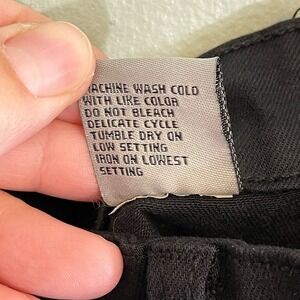 MACHINE WASH COLD
WITH LIKE COLOR
DO NOT BLEACH
DELICATE CYCLE
TUMBLE DRY ON
LOW SETTING
IRON ON LOWEST
SETTING